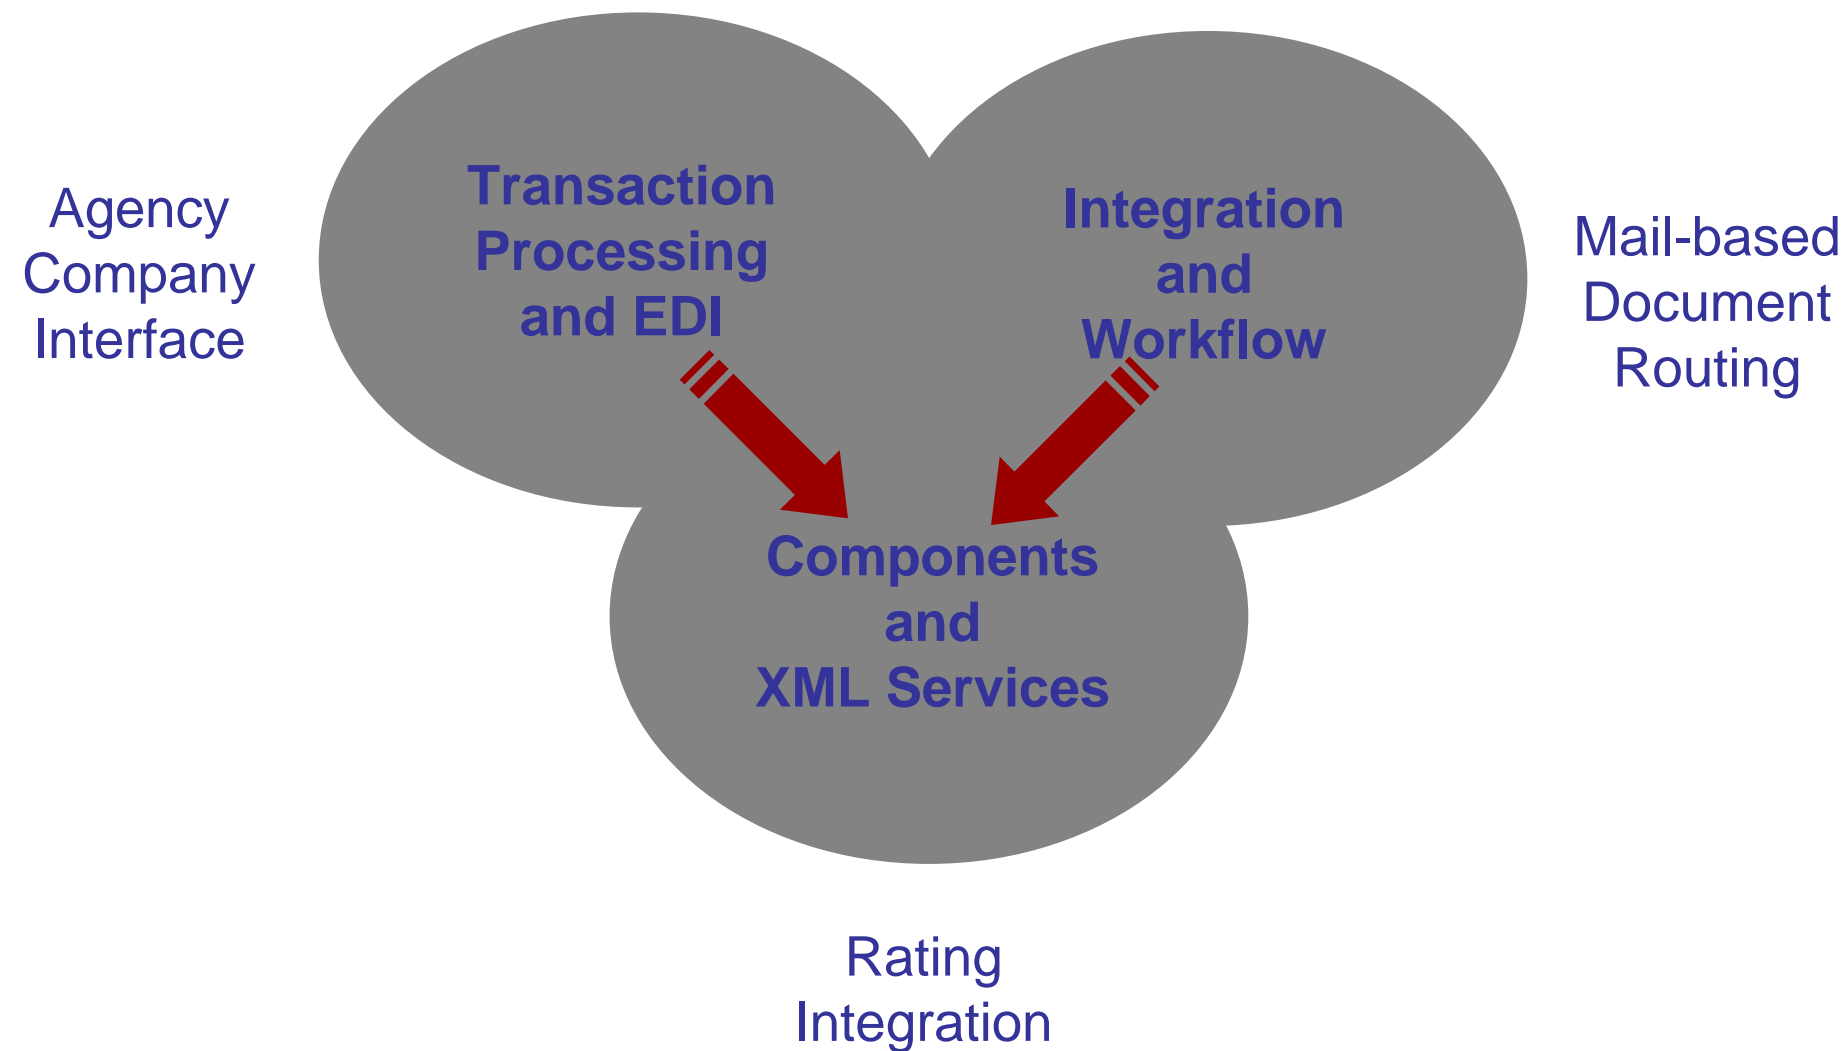 Agency
Company
Interface
Transaction
Processing
and EDI
Integration
and
Workflow
Mail-based
Document
Routing
Components
and
XML Services
Rating
Integration